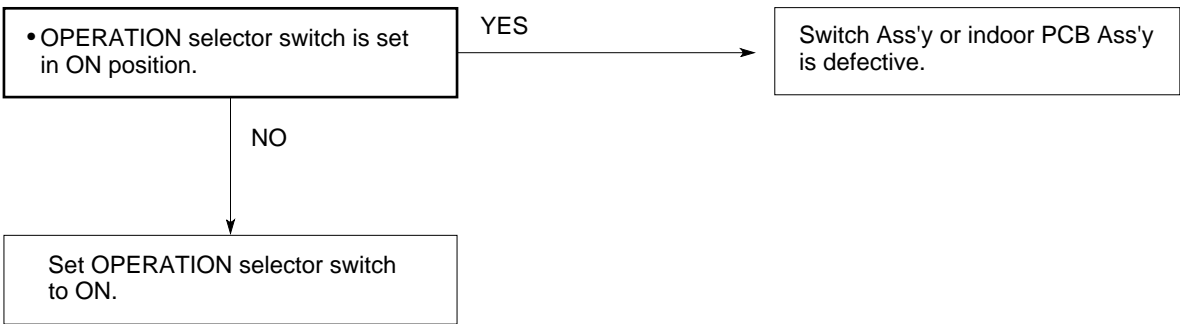 • OPERATION selector switch is set
in ON position.
YES
Switch Ass'y or indoor PCB Ass'y
is defective.
NO
Set OPERATION selector switch
to ON.